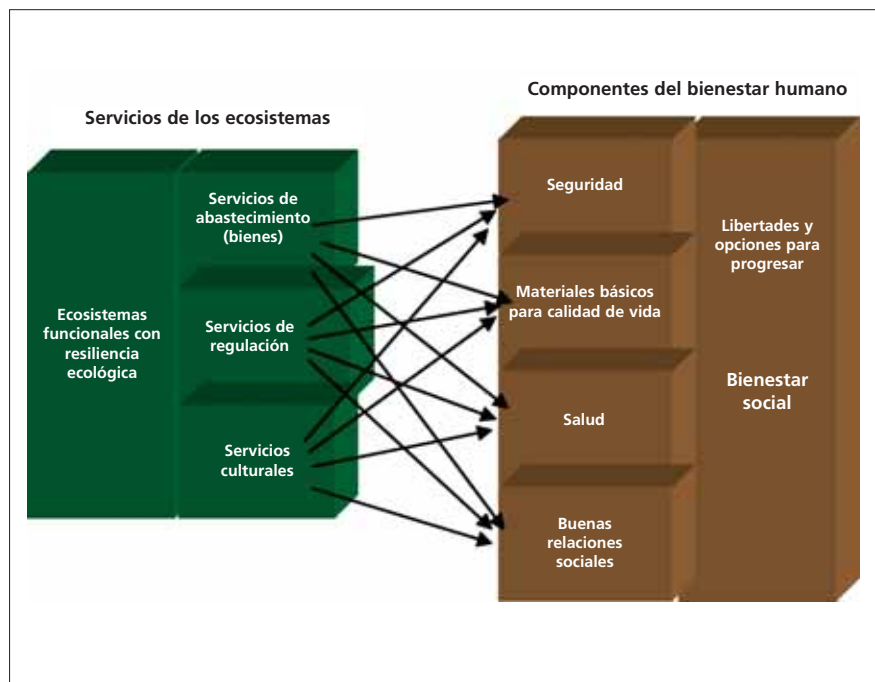 Servicios de los ecosistemas
Componentes del bienestar humano
Ecosistemas
funcionales con
resiliencia
ecológica
Servicios de
abastecimiento
(bienes)
Servicios de
regulación
Servicios
culturales
Seguridad
Materiales básicos
para calidad de vida
Salud
Buenas
relaciones
sociales
Libertades y
opciones para
progresar
Bienestar
social